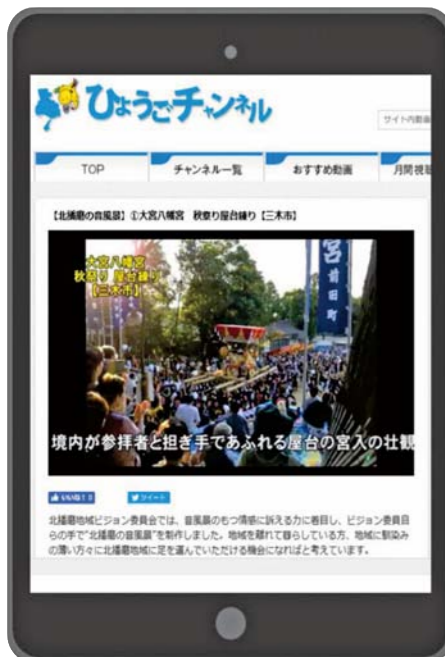 ひょうごチャンネル
サイト内動画
TOP
チャンネル一覧
おすすめ動画
月間視聴
【北播磨の音風景】①大宮八幡宮 秋祭り屋台練り【三木市】
大宮八幡宮
秋祭り 屋台練り
【三木市】
宮 前田町
境内が参拝者と担ぎ手であふれる屋台の宮入の壮観
いいね！0
ツイート
北播磨地域ビジョン委員会では、音風景のもつ情感に訴える力に着目し、ビジョン委員自
らの手で“北播磨の音風景”を制作しました。地域を離れて暮らしている方、地域に馴染み
の薄い方々に北播磨地域に足を運んでいただける機会になればと考えています。